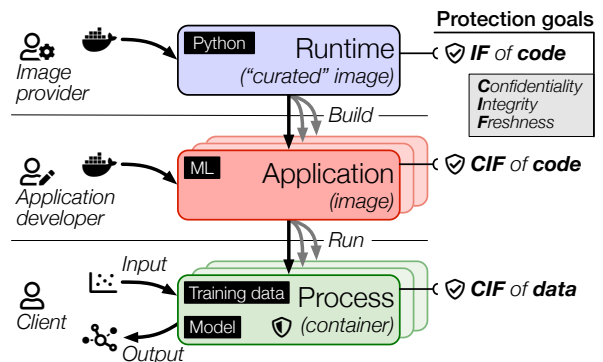 Protection goals
Python
Runtime
("curated" image)
IF of code
Image
provider
Confidentiality
Integrity
Freshness
Build
ML
Application
(image)
CIF of code
Application
developer
Run
Input
Training data
Process
CIF of data
Model
(container)
Client
Output